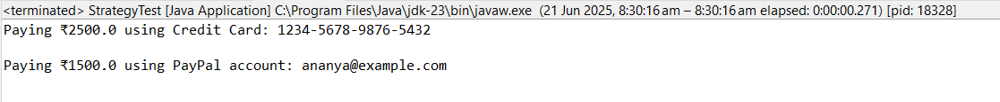 <terminated> StrategyTest [Java Application] C:\Program Files\Java\jdk-23\bin\javaw.exe (21 Jun 2025, 8:30:16 am – 8:30:16 am elapsed: 0:00:00.271) [pid: 18328]
Paying ₹2500.0 using Credit Card: 1234-5678-9876-5432
Paying ₹1500.0 using PayPal account: ananya@example.com